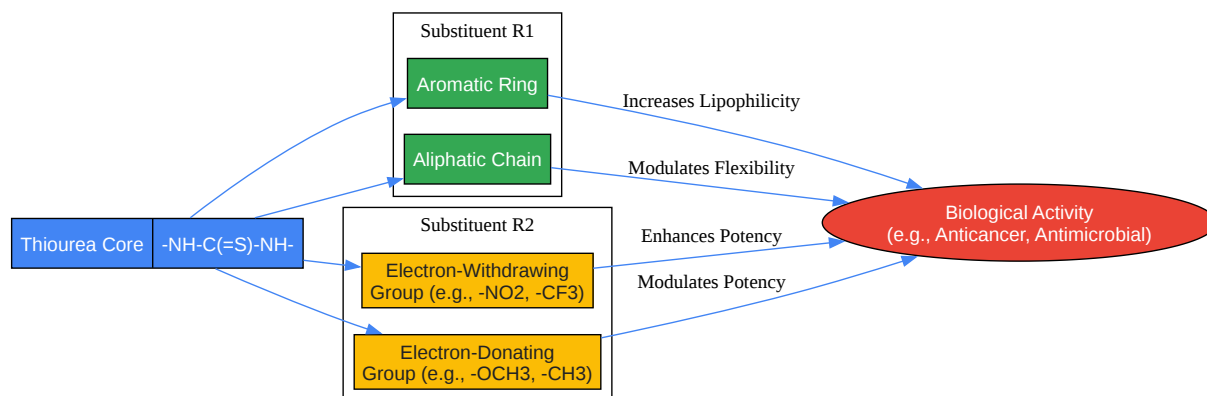 Thiourea Core
-NH-C(=S)-NH-
Substituent R1
Aromatic Ring
Aliphatic Chain
Substituent R2
Electron-Withdrawing
Group (e.g., -NO2, -CF3)
Electron-Donating
Group (e.g., -OCH3, -CH3)
Increases Lipophilicity
Modulates Flexibility
Enhances Potency
Modulates Potency
Biological Activity
(e.g., Anticancer, Antimicrobial)